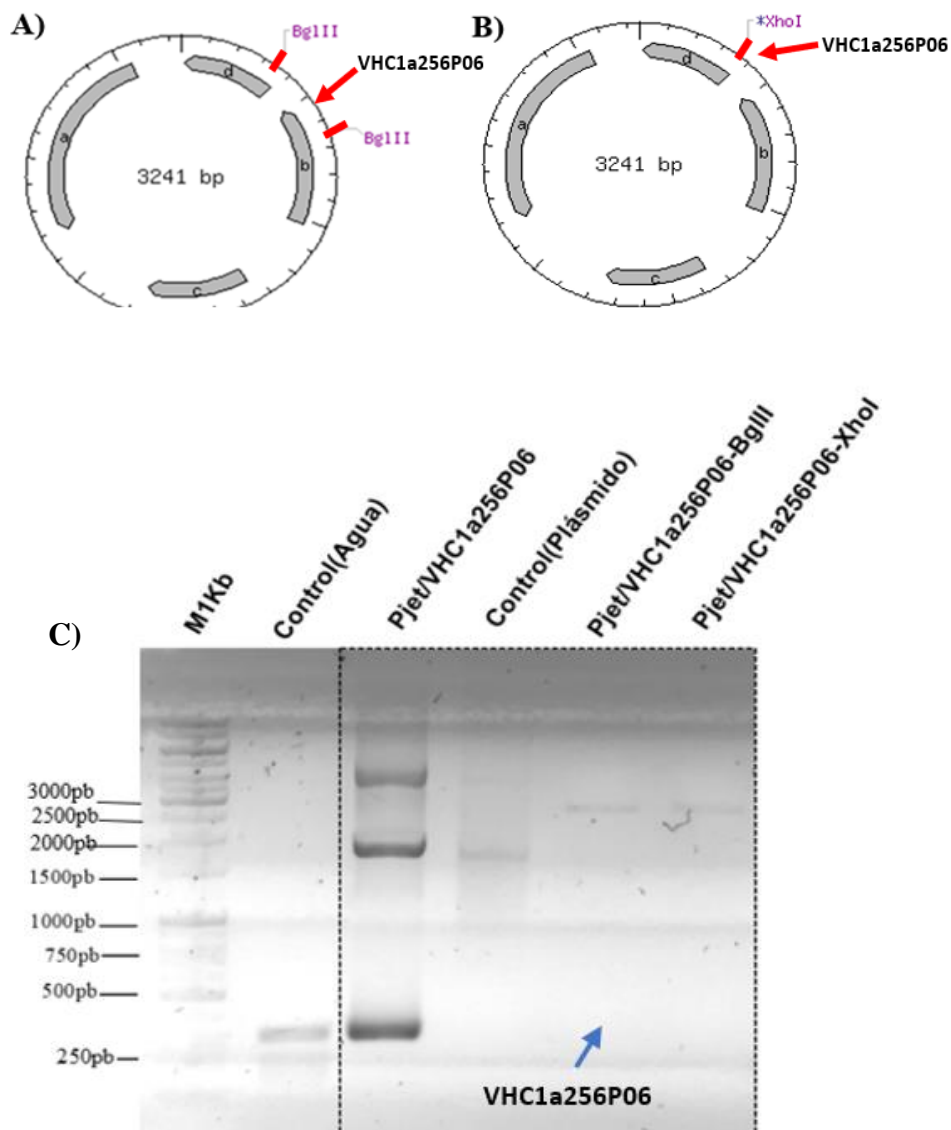 A)
BglII
VHC1a256P06
BglII
a
d
b
c
3241 bp
B)
*XhoI
VHC1a256P06
a
d
b
c
3241 bp
C)
M1Kb
Control(Agua)
Pjet/VHC1a256P06
Control(Plásmido)
Pjet/VHC1a256P06-BglII
Pjet/VHC1a256P06-XhoI
3000pb
2500pb
2000pb
1500pb
1000pb
750pb
500pb
250pb
VHC1a256P06